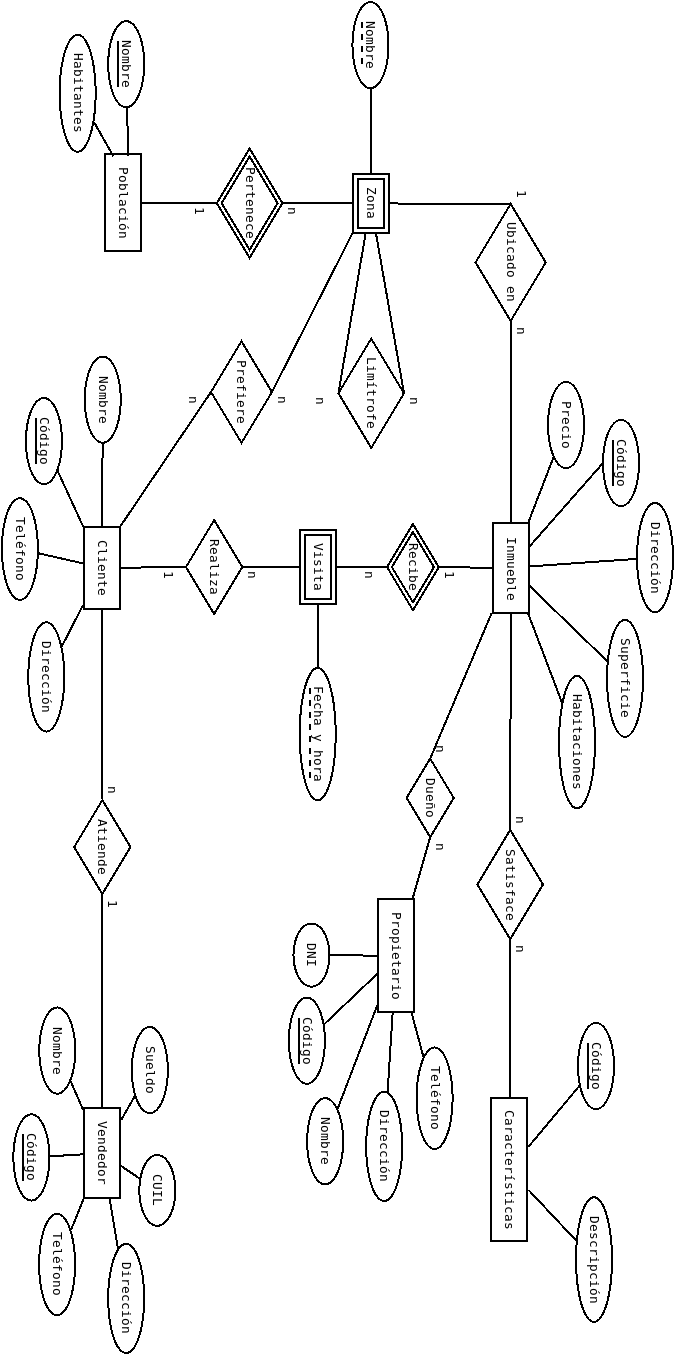 Dirección
Superficie
Código
Código
Descripción
Habitaciones
Precio
1
n
n
n
Ubicado en
Inmueble
Satisface
Características
1
n
n
Teléfono
Dueño
n
Recibe
Propietario
Dirección
Nombre
Zona
Limítrofe
n
Nombre
n
Visita
Fecha y hora
DNI
Código
n
n
n
Pertenece
Prefiere
Realiza
1
n
1
CUIL
Sueldo
Nombre
Población
Dirección
n
1
Nombre
Cliente
Atiende
Vendedor
Habitantes
Nombre
Teléfono
Dirección
Código
Código
Teléfono